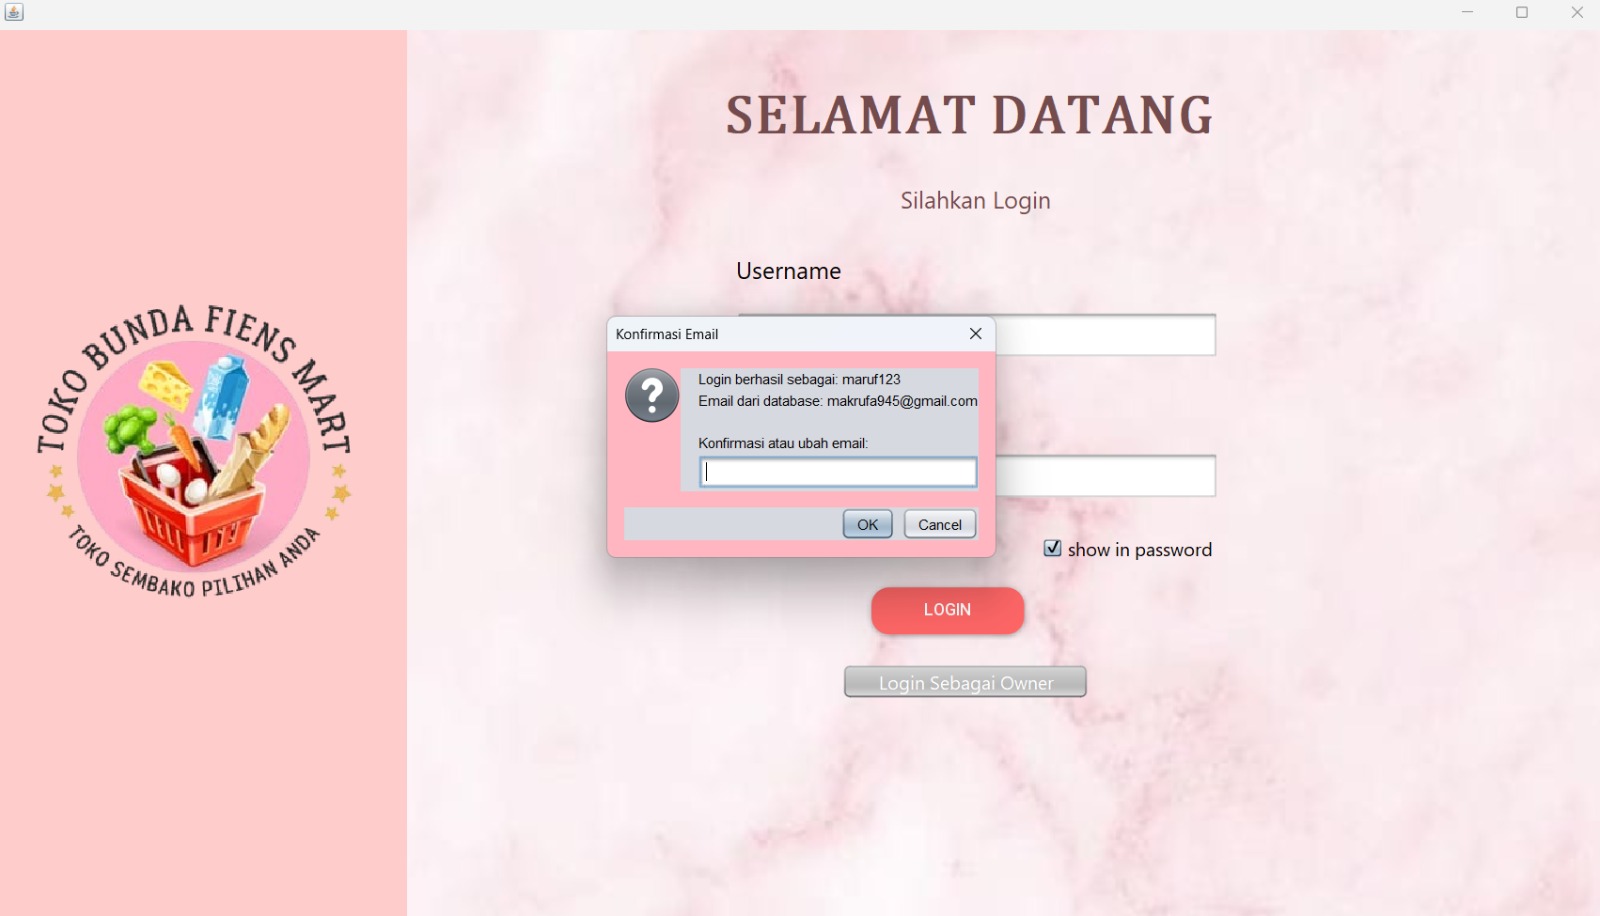 TOKO BUNDA FIENS MART
TOKO SEMBAKO PILIHAN ANDA
SELAMAT DATANG
Silahkan Login
Username
Konfirmasi Email
Login berhasil sebagai: maruf123
Email dari database: makrufa945@gmail.com
Konfirmasi atau ubah email:
OK
Cancel
show in password
LOGIN
Login Sebagai Owner